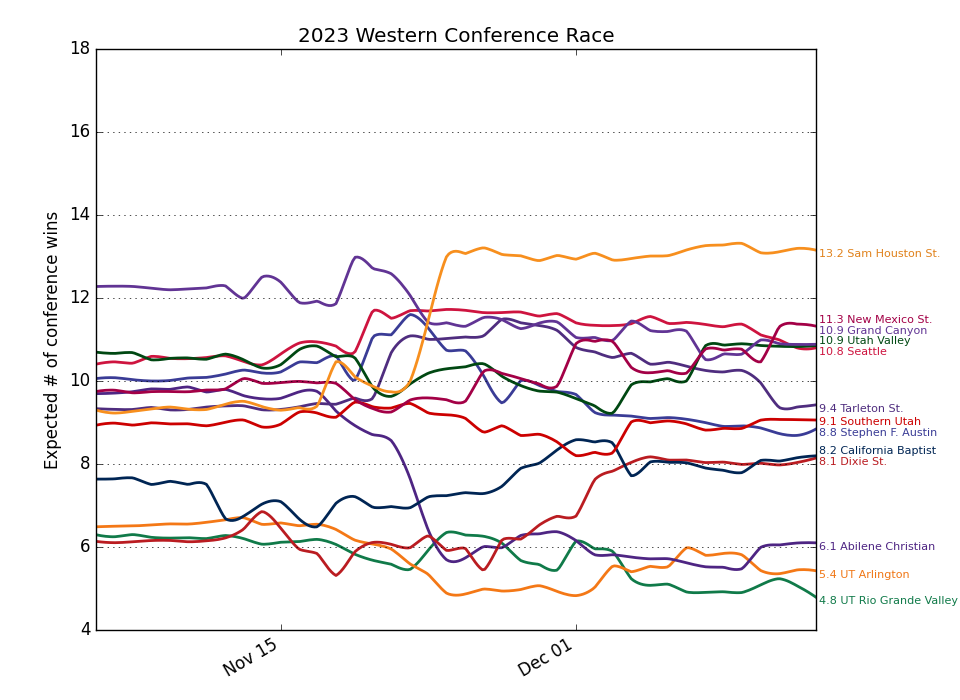 2023 Western Conference Race
Expected # of conference wins
18
16
14
12
10
8
6
4
Nov 15
Dec 01
13.2 Sam Houston St.
11.3 New Mexico St.
10.9 Grand Canyon
10.9 Utah Valley
10.8 Seattle
9.4 Tarleton St.
9.1 Southern Utah
8.8 Stephen F. Austin
8.2 California Baptist
8.1 Dixie St.
6.1 Abilene Christian
5.4 UT Arlington
4.8 UT Rio Grande Valley